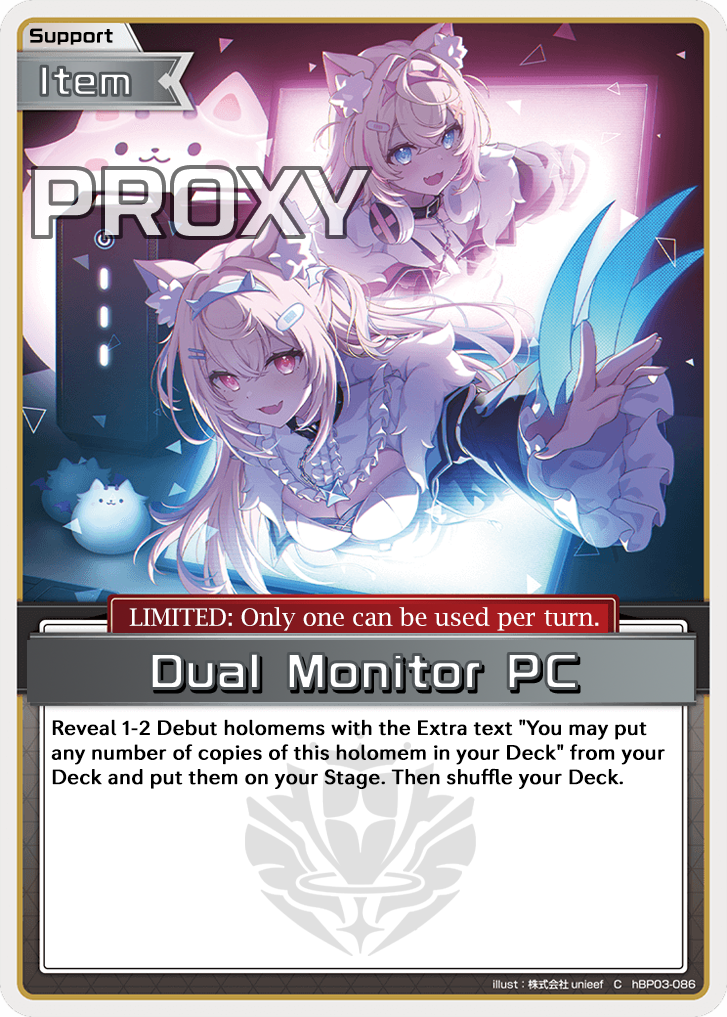 Support
Item
PROXY
LIMITED: Only one can be used per turn.
Dual Monitor PC
Reveal 1-2 Debut holomems with the Extra text "You may put
any number of copies of this holomem in your Deck" from your
Deck and put them on your Stage. Then shuffle your Deck.
illust : 株式会社 unieef C hBP03-086